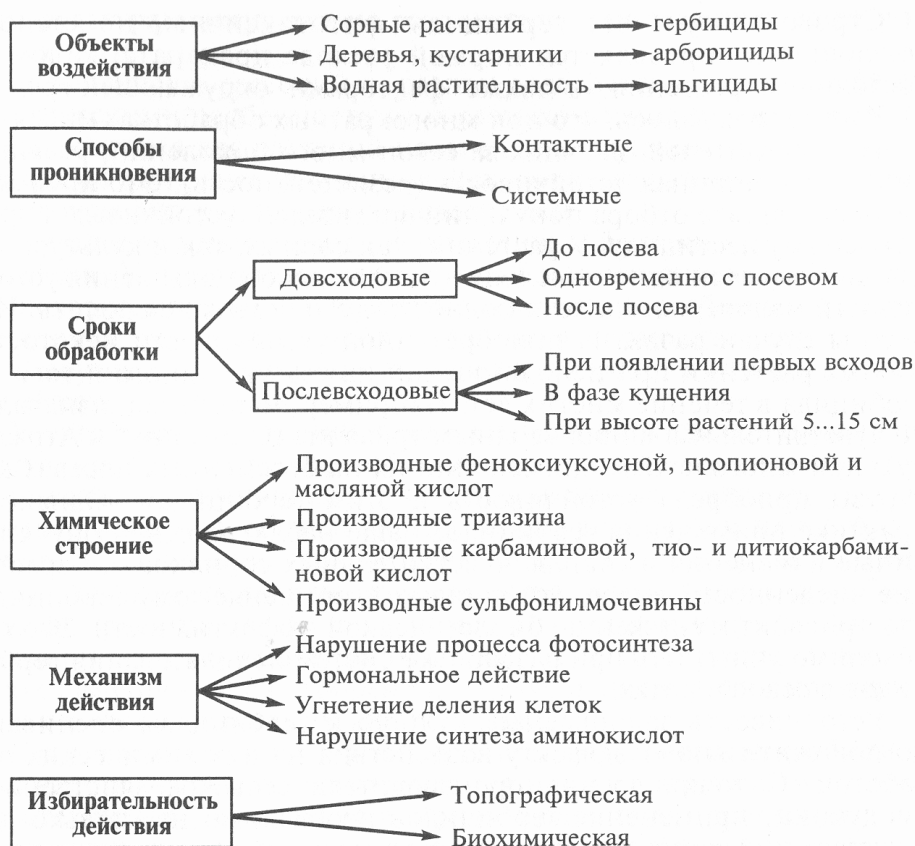 Объекты
воздействия
Сорные растения
гербициды
Деревья, кустарники
арборициды
Водная растительность
альгициды
Способы
проникновения
Контактные
Системные
Сроки
обработки
Довсходовые
До посева
Одновременно с посевом
После посева
Послевсходовые
При появлении первых всходов
В фазе кущения
При высоте растений 5...15 см
Химическое
строение
Производные феноксиуксусной, пропионовой и
масляной кислот
Производные триазина
Производные карбаминовой, тио- и дитиокарбами-
новой кислот
Производные сульфонилмочевины
Механизм
действия
Нарушение процесса фотосинтеза
Гормональное действие
Угнетение деления клеток
Нарушение синтеза аминокислот
Избирательность
действия
Топографическая
Биохимическая